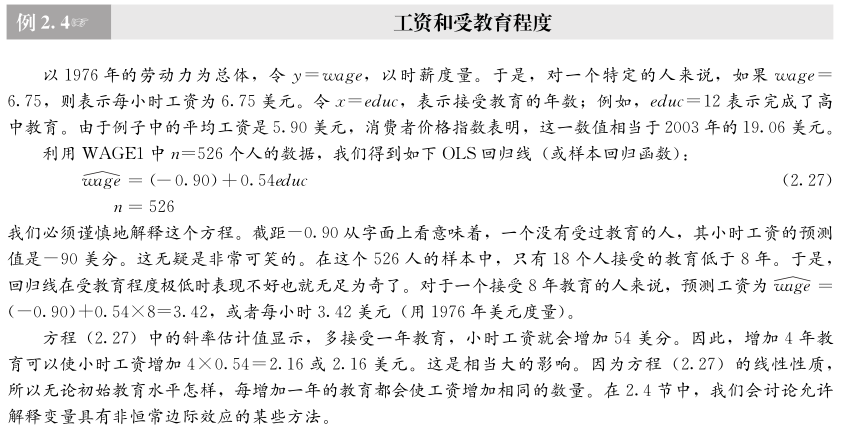 例 2.4☞ 工资和受教育程度
以 1976 年的劳动力为总体，令 y=wage，以时薪度量。于是，对一个特定的人来说，如果 wage=
6.75，则表示每小时工资为 6.75 美元。令 x=educ，表示接受教育的年数；例如，educ=12 表示完成了高
中教育。由于例子中的平均工资是 5.90 美元，消费者价格指数表明，这一数值相当于 2003 年的 19.06 美元。
利用 WAGE1 中 n=526 个人的数据，我们得到如下 OLS 回归线（或样本回归函数）：
\widehat{wage} = (−0.90)+0.54educ (2.27)
n = 526
我们必须谨慎地解释这个方程。截距−0.90 从字面上看意味着，一个没有受过教育的人，其小时工资的预测
值是−90 美分。这无疑是非常可笑的。在这个 526 人的样本中，只有 18 个人接受的教育低于 8 年。于是，
回归线在受教育程度极低时表现不好也就无足为奇了。对于一个接受 8 年教育的人来说，预测工资为 \widehat{wage} =
(−0.90)+0.54×8=3.42，或者每小时 3.42 美元（用 1976 年美元度量）。
方程（2.27）中的斜率估计值显示，多接受一年教育，小时工资就会增加 54 美分。因此，增加 4 年教
育可以使小时工资增加 4×0.54=2.16 或 2.16 美元。这是相当大的影响。因为方程（2.27）的线性性质，
所以无论初始教育水平怎样，每增加一年的教育都会使工资增加相同的数量。在 2.4 节中，我们会讨论允许
解释变量具有非恒常边际效应的某些方法。